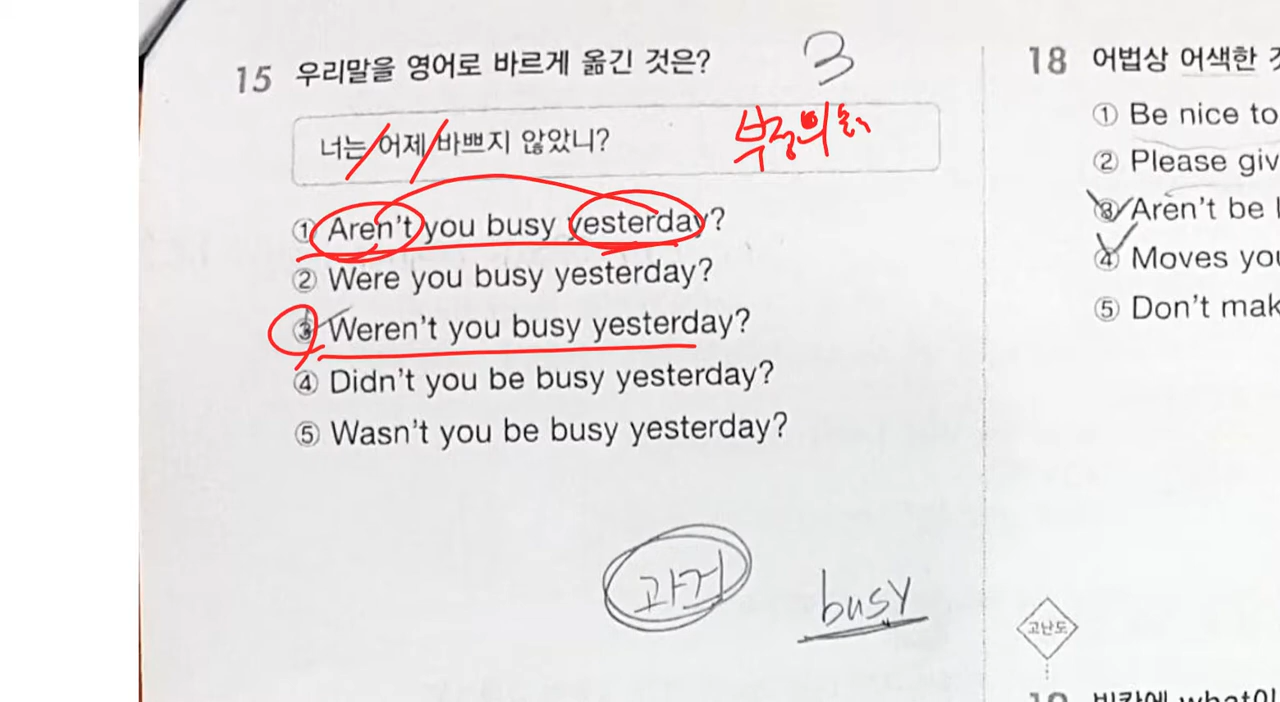 15 우리말을 영어로 바르게 옮긴 것은?
3
너는/어제/바쁘지 않았니?
부정의문
① Aren't you busy yesterday?
② Were you busy yesterday?
③ Weren't you busy yesterday?
④ Didn't you be busy yesterday?
⑤ Wasn't you be busy yesterday?
과거
busy
18 어법상 어색한
① Be nice to
② Please giv
③ Aren't be
④ Moves you
⑤ Don't mak
고난도